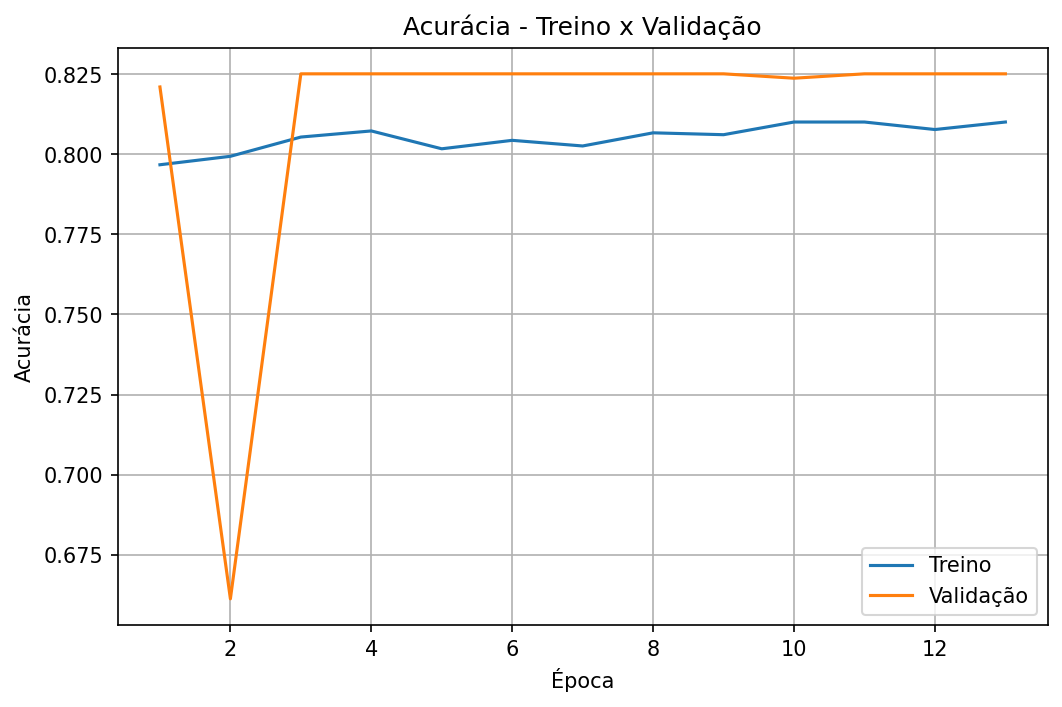 Acurácia - Treino x Validação
0.825
0.800
0.775
0.750
0.725
0.700
0.675
Acurácia
Treino
Validação
2 4 6 8 10 12
Época